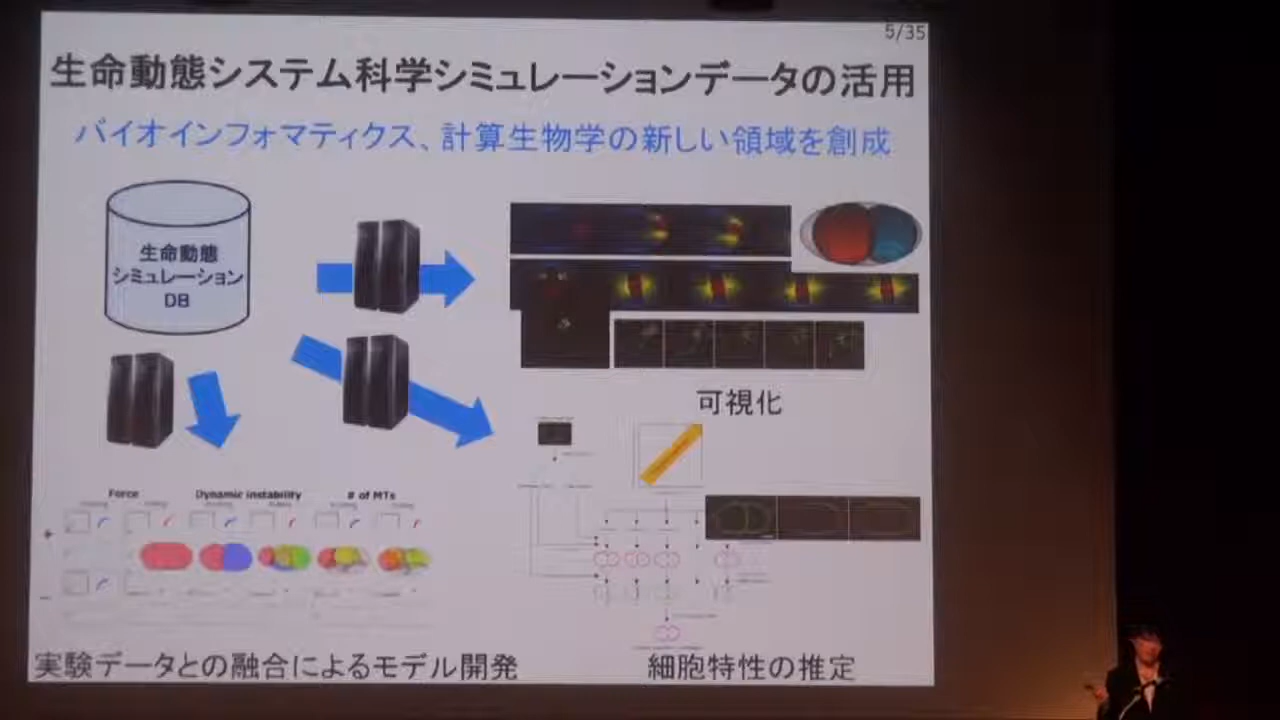 5/35
生命動態システム科学シミュレーションデータの活用
バイオインフォマティクス、計算生物学の新しい領域を創成
生命動態
シミュレーション
DB
可視化
Force
Dynamic instability
# of MTs
実験データとの融合によるモデル開発
細胞特性の推定